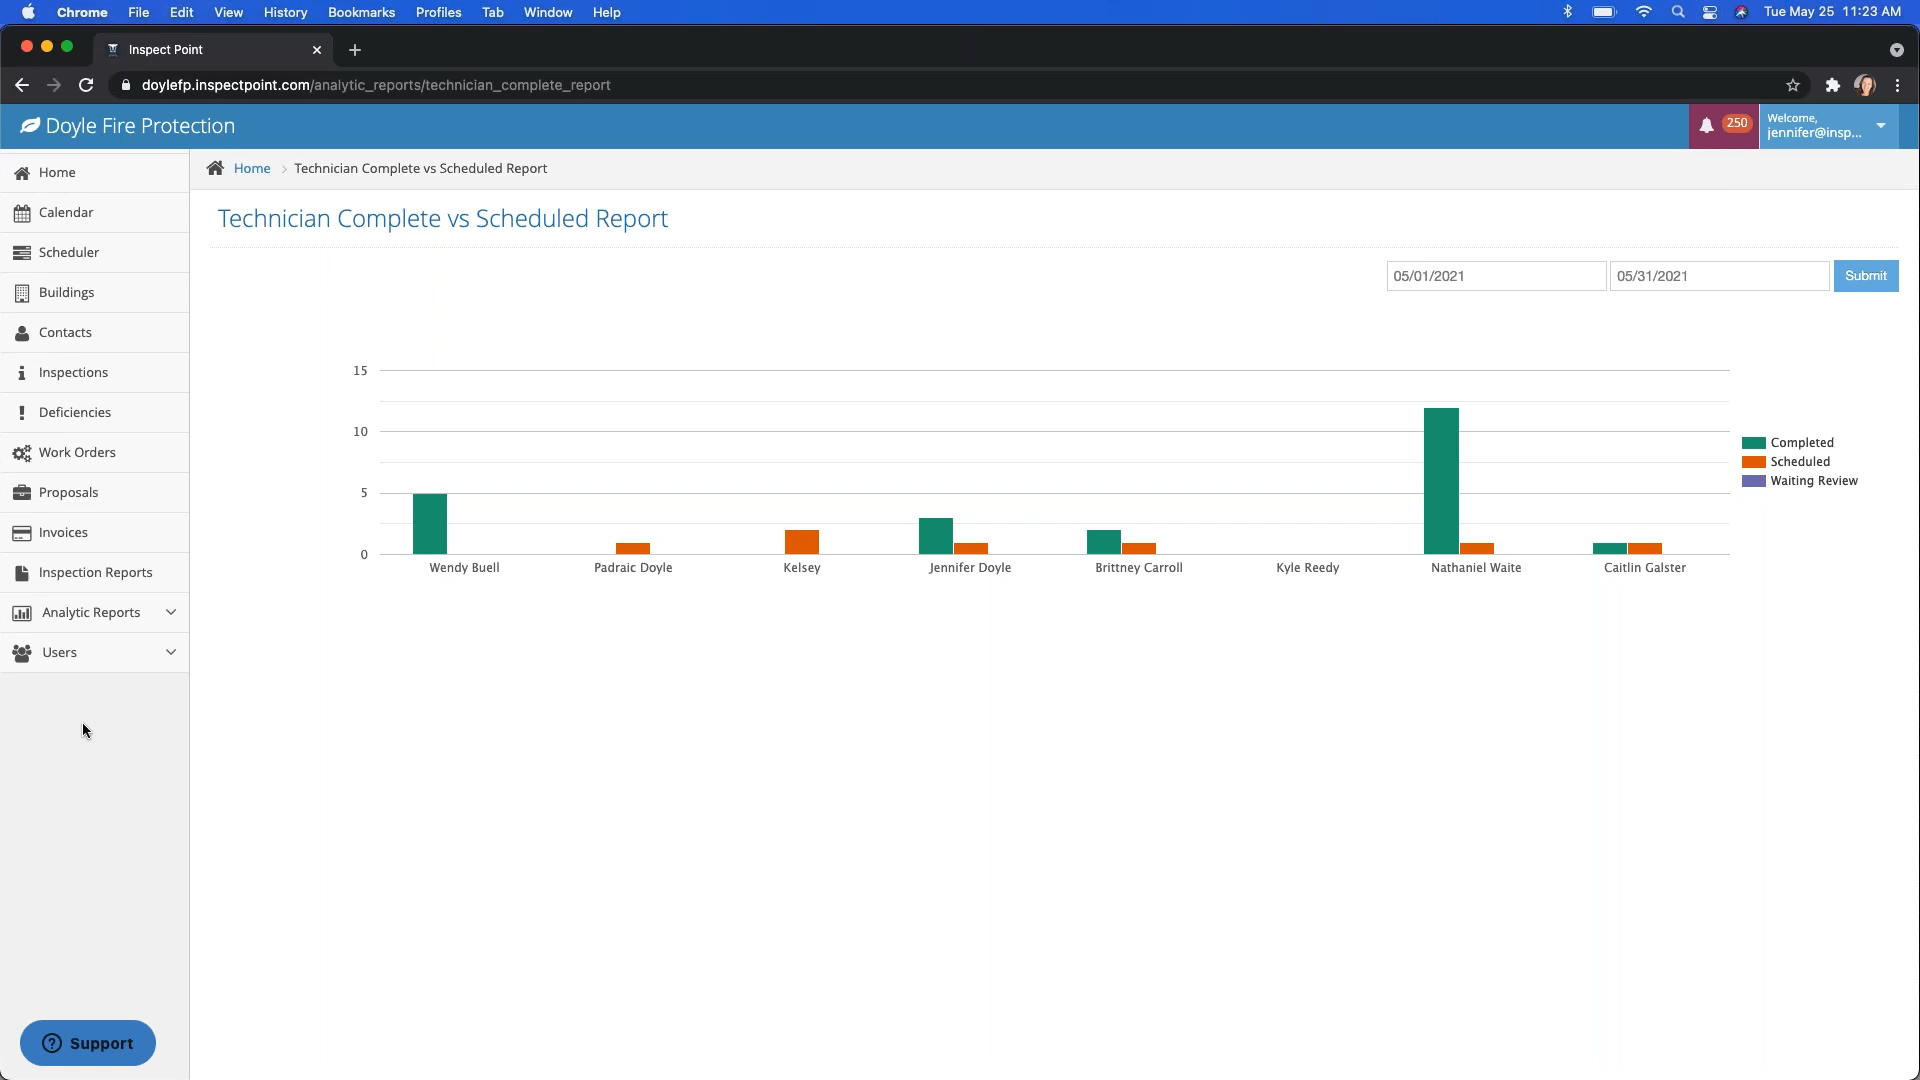 Chrome File Edit View History Bookmarks Profiles Tab Window Help Tue May 25 11:23 AM
Inspect Point
doylefp.inspectpoint.com/analytic_reports/technician_complete_report
Doyle Fire Protection
250
Welcome,
jennifer@insp...
Home
Calendar
Scheduler
Buildings
Contacts
Inspections
Deficiencies
Work Orders
Proposals
Invoices
Inspection Reports
Analytic Reports
Users
Support
Home > Technician Complete vs Scheduled Report
Technician Complete vs Scheduled Report
05/01/2021 05/31/2021 Submit
15
10
5
0
Wendy Buell Padraic Doyle Kelsey Jennifer Doyle Brittney Carroll Kyle Reedy Nathaniel Waite Caitlin Galster
Completed
Scheduled
Waiting Review